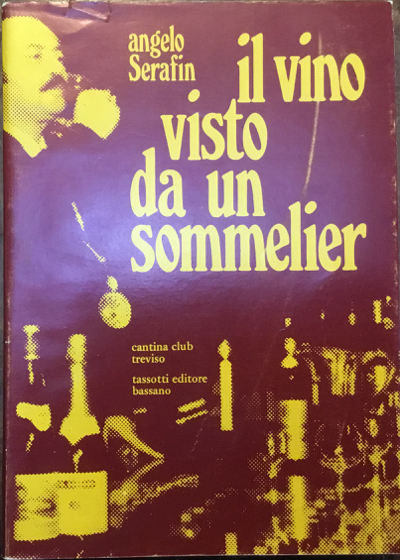 angelo
Serafin
il vino
visto
da un
sommelier
cantina club
treviso
tassotti editore
bassano